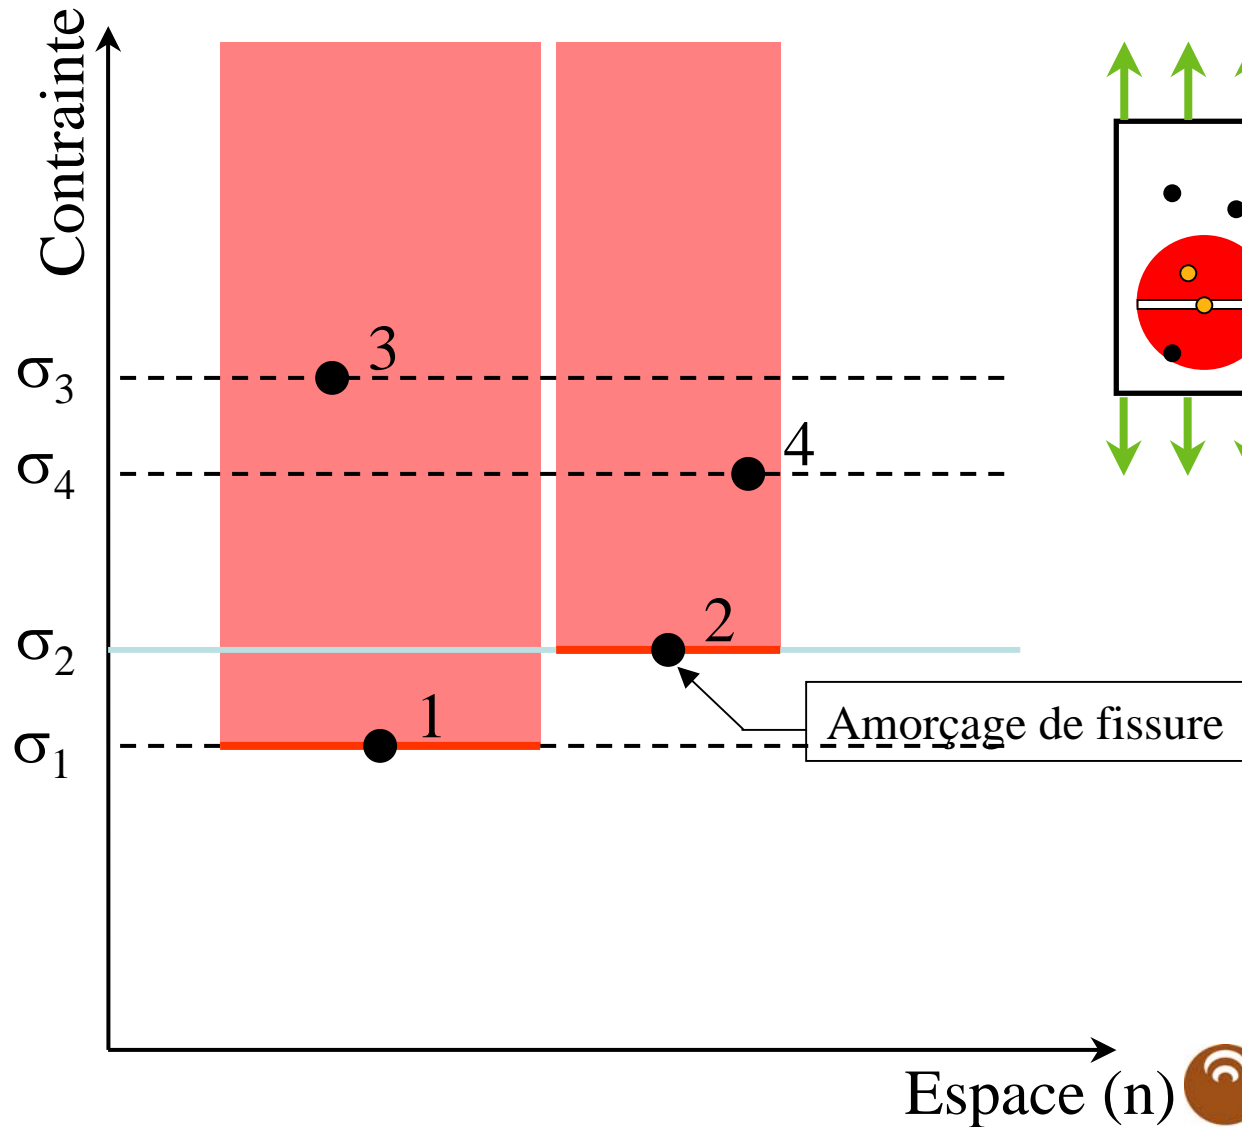 Contrainte
σ3
3
σ4
4
σ2
2
σ1
1
Amorçage de fissure
Espace (n)